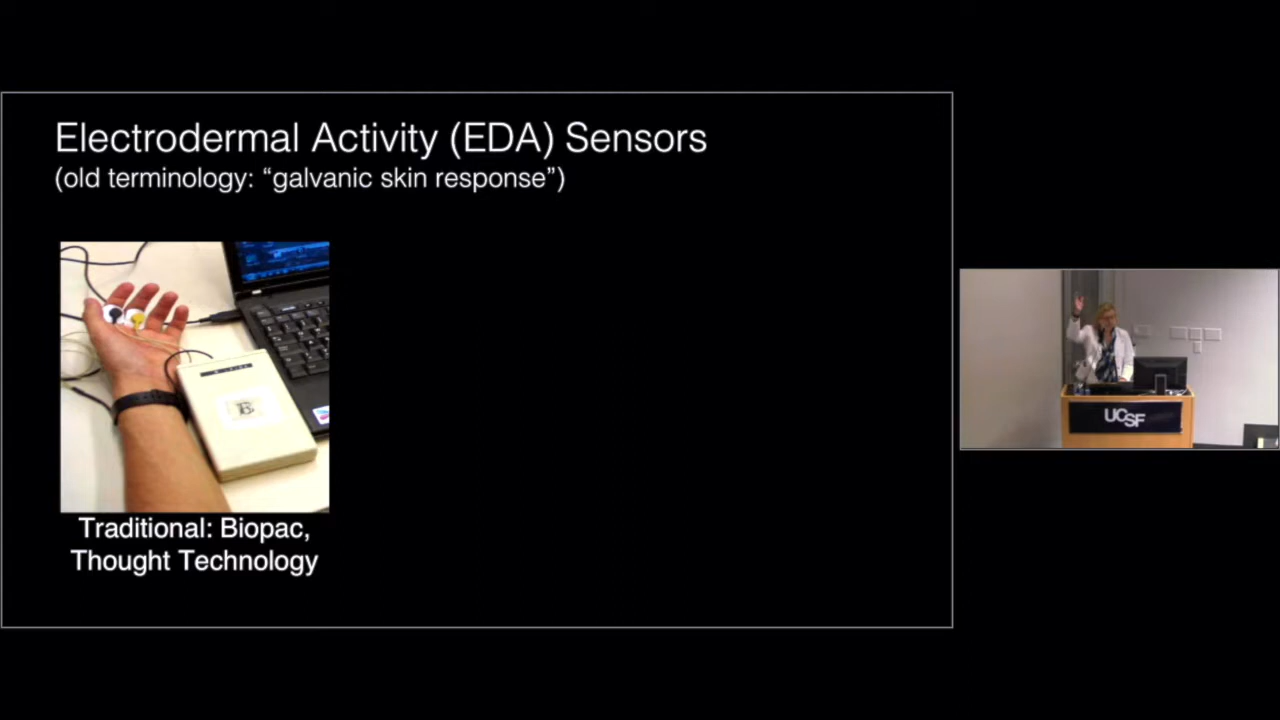 Electrodermal Activity (EDA) Sensors
(old terminology: “galvanic skin response”)
Traditional: Biopac,
Thought Technology
UCSF